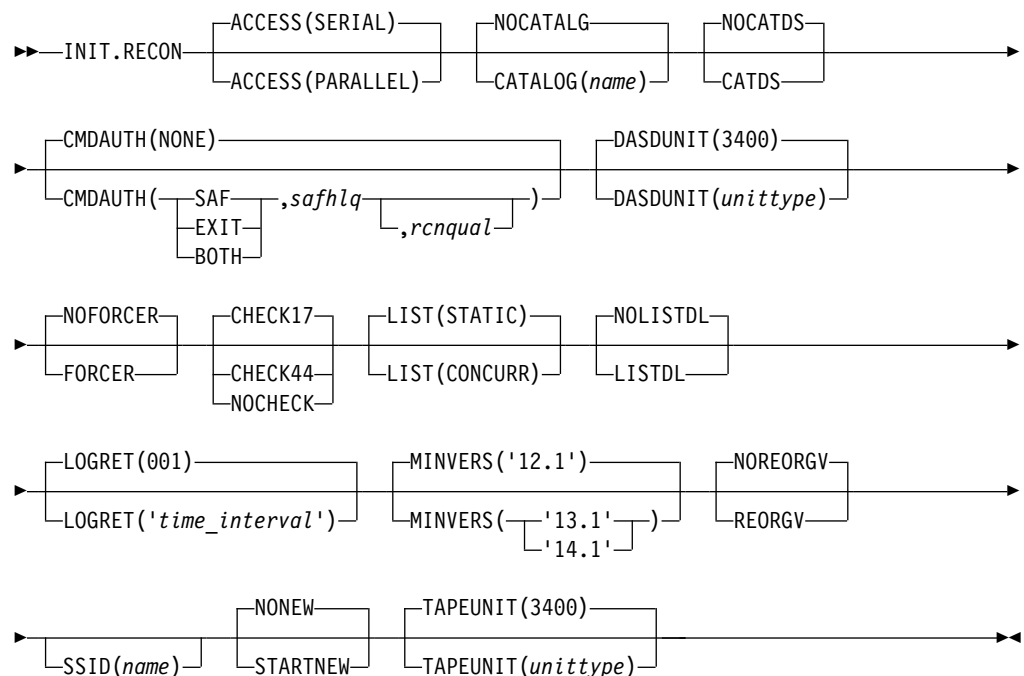 ACCESS(SERIAL) NOCATALG NOCATDS
INIT.RECON
ACCESS(PARALLEL) CATALOG(name) CATDS
CMDAUTH(NONE) DASDUNIT(3400)
CMDAUTH( SAF ,safhlq ) DASDUNIT(unittype)
EXIT ,rcnqual
BOTH
NOFORCER CHECK17 LIST(STATIC) NOLISTDL
FORCER CHECK44 LIST(CONCURR) LISTDL
NOCHECK
LOGRET(001) MINVERS('12.1') NOREORGV
LOGRET('time_interval') MINVERS( '13.1' ) REORGV
'14.1'
NONEW TAPEUNIT(3400)
SSID(name) STARTNEW TAPEUNIT(unittype)